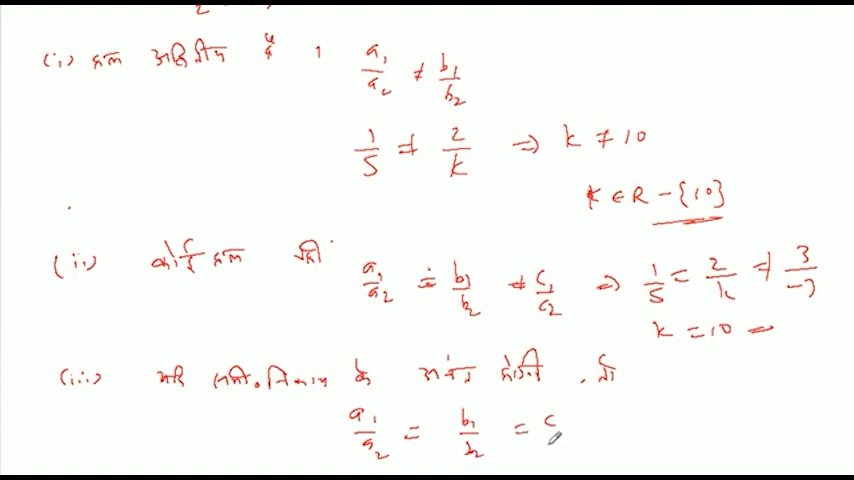 (i) हल अद्वितीय है । a₁/a₂ ≠ b₁/b₂
1/5 ≠ 2/k ⇒ k ≠ 10
k ∈ R - {10}
(ii) कोई हल नहीं a₁/a₂ = b₁/b₂ ≠ c₁/c₂ ⇒ 1/5 = 2/k ≠ 3/-7
k = 10
(iii) यदि समी. निकाय के अनंत हल हों, तो
a₁/a₂ = b₁/b₂ = c